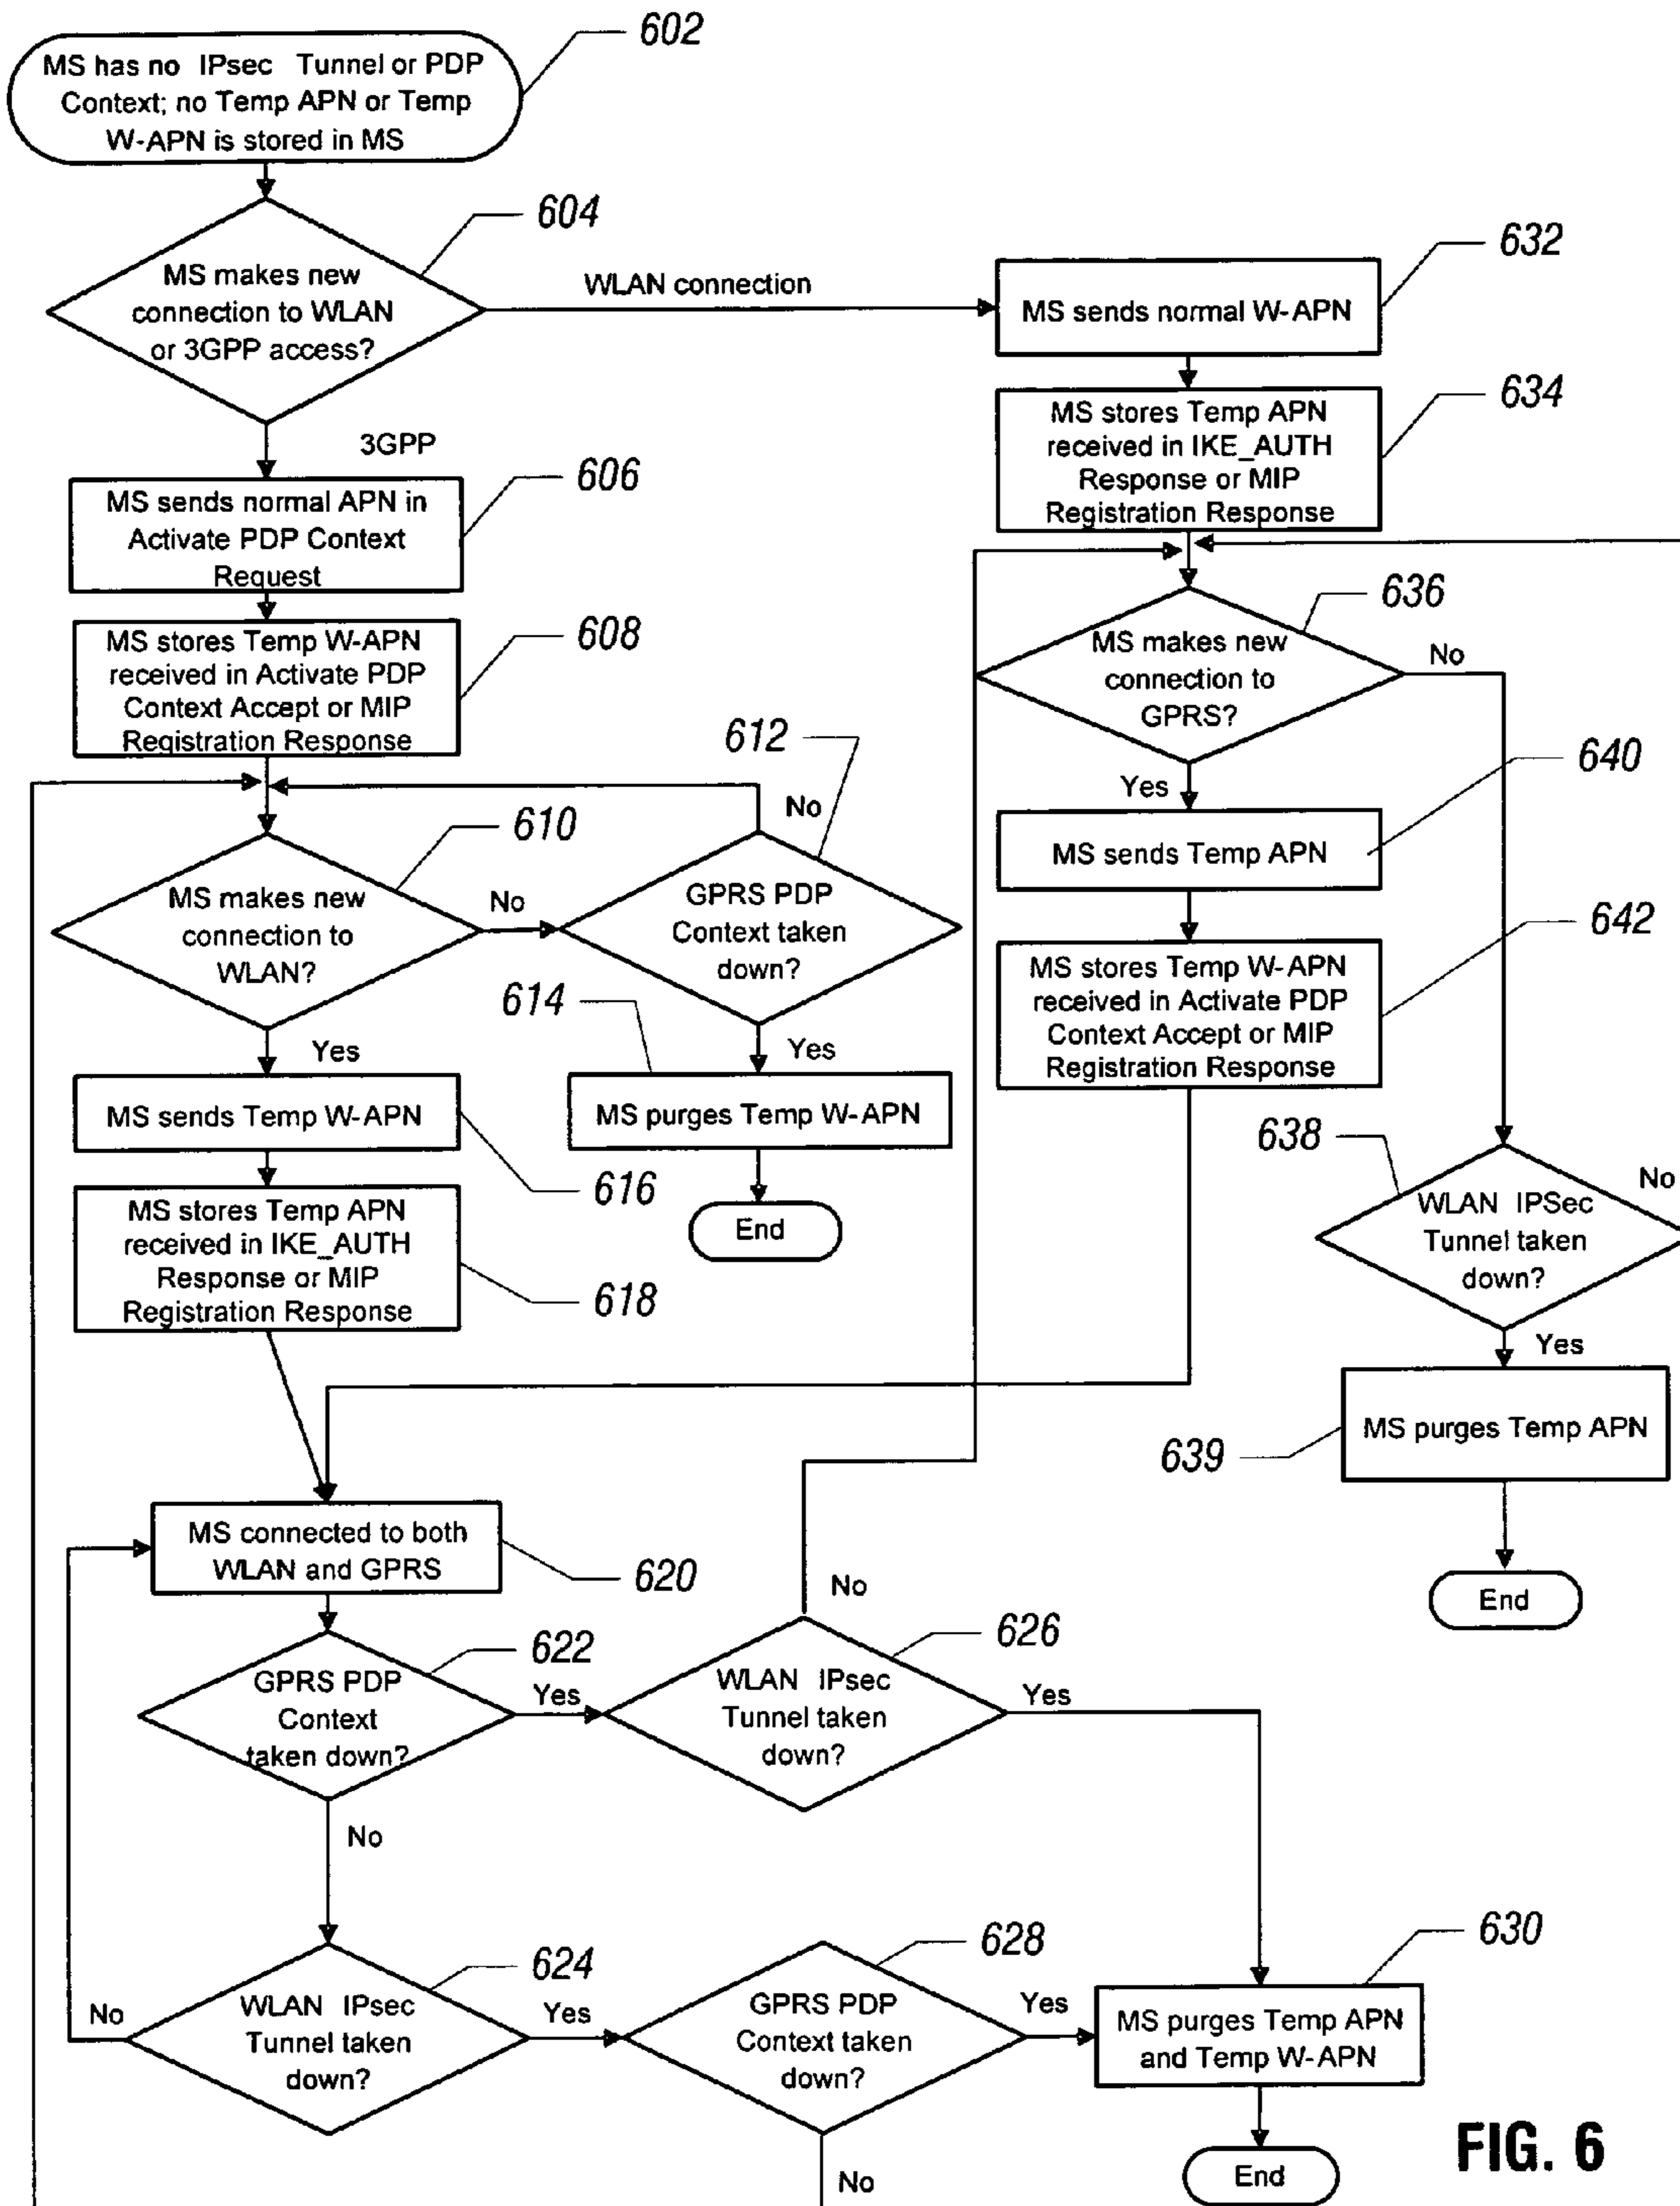 602
MS has no IPsec Tunnel or PDP
Context; no Temp APN or Temp
W-APN is stored in MS
604
MS makes new
connection to WLAN
or 3GPP access?
WLAN connection
3GPP
606
MS sends normal APN in
Activate PDP Context
Request
608
MS stores Temp W-APN
received in Activate PDP
Context Accept or MIP
Registration Response
610
MS makes new
connection to
WLAN?
No
Yes
612
No
GPRS PDP
Context taken
down?
Yes
614
MS purges Temp W-APN
End
MS sends Temp W-APN
616
MS stores Temp APN
received in IKE_AUTH
Response or MIP
Registration Response
618
632
MS sends normal W-APN
634
MS stores Temp APN
received in IKE_AUTH
Response or MIP
Registration Response
636
MS makes new
connection to
GPRS?
No
Yes
640
MS sends Temp APN
642
MS stores Temp W-APN
received in Activate PDP
Context Accept or MIP
Registration Response
638
No
WLAN IPSec
Tunnel taken
down?
Yes
MS purges Temp APN
639
End
MS connected to both
WLAN and GPRS
620
622
GPRS PDP
Context
taken down?
Yes
No
626
No
WLAN IPsec
Tunnel taken
down?
Yes
624
No
WLAN IPsec
Tunnel taken
down?
Yes
628
GPRS PDP
Context taken
down?
Yes
No
630
MS purges Temp APN
and Temp W-APN
End
FIG. 6